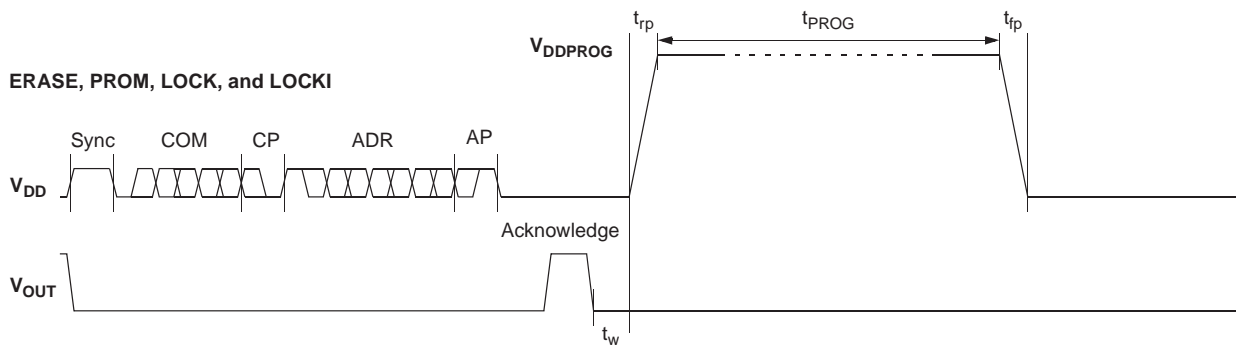 t_rp t_PROG t_fp
V_DDPROG
ERASE, PROM, LOCK, and LOCKI
Sync COM CP ADR AP
V_DD
Acknowledge
V_OUT
t_w